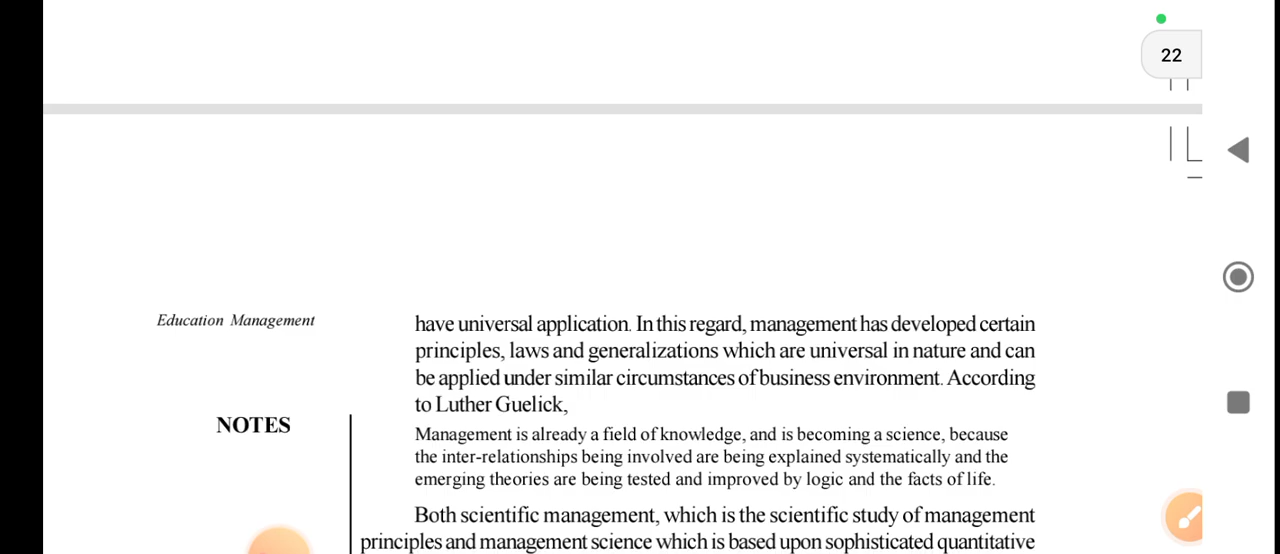 22
Education Management
have universal application. In this regard, management has developed certain
principles, laws and generalizations which are universal in nature and can
be applied under similar circumstances of business environment. According
to Luther Guelick,
NOTES
Management is already a field of knowledge, and is becoming a science, because
the inter-relationships being involved are being explained systematically and the
emerging theories are being tested and improved by logic and the facts of life.
Both scientific management, which is the scientific study of management
principles and management science which is based upon sophisticated quantitative